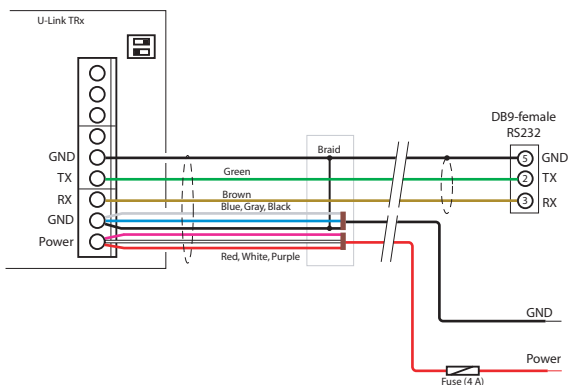 U-Link TRx
DB9-female
RS232
Braid
GND
5
GND
TX
Green
2
TX
RX
Brown
3
RX
Blue, Gray, Black
GND
Power
Red, White, Purple
GND
Power
Fuse (4 A)